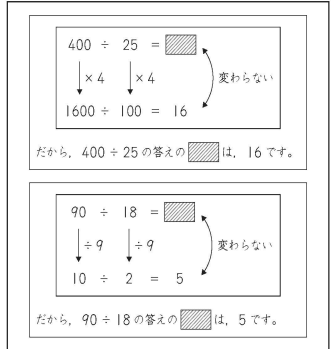 400 ÷ 25 =
×4 ×4 変わらない
1600 ÷ 100 = 16
だから，400 ÷ 25 の答えの は，16 です。
90 ÷ 18 =
÷9 ÷9 変わらない
10 ÷ 2 = 5
だから，90 ÷ 18 の答えの は，5 です。